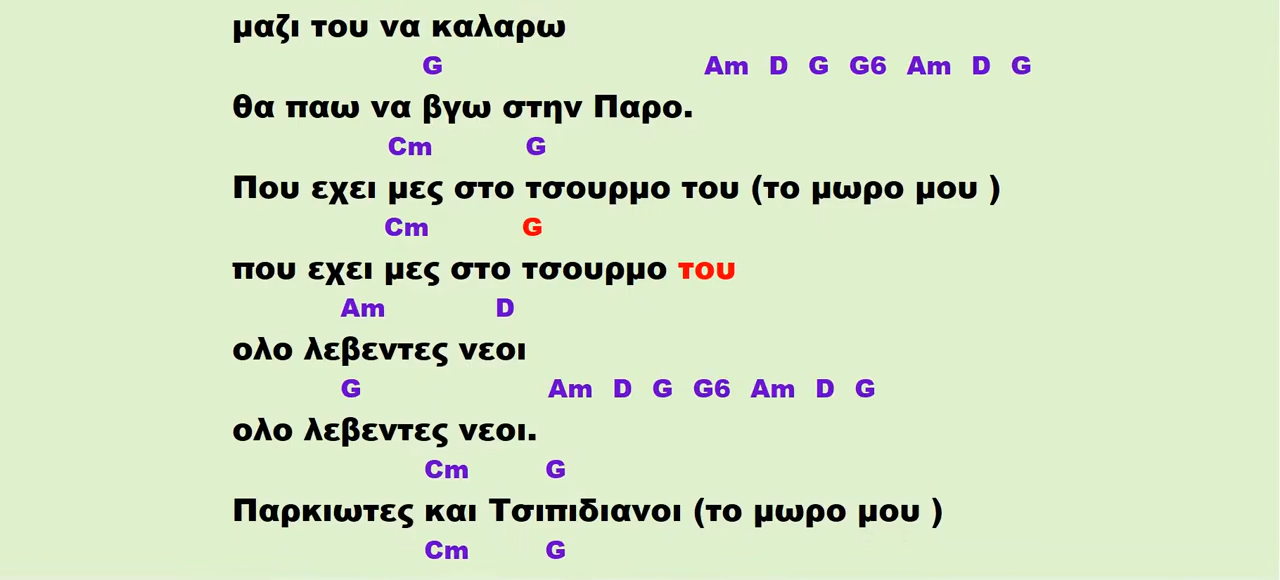 μαζι του να καλαρω
G Am D G G6 Am D G
θα παω να βγω στην Παρο.
Cm G
Που εχει μες στο τσουρμο του (το μωρο μου )
Cm G
που εχει μες στο τσουρμο του
Am D
ολο λεβεντες νεοι
G Am D G G6 Am D G
ολο λεβεντες νεοι.
Cm G
Παρκιωτες και Τσιπιδιανοι (το μωρο μου )
Cm G